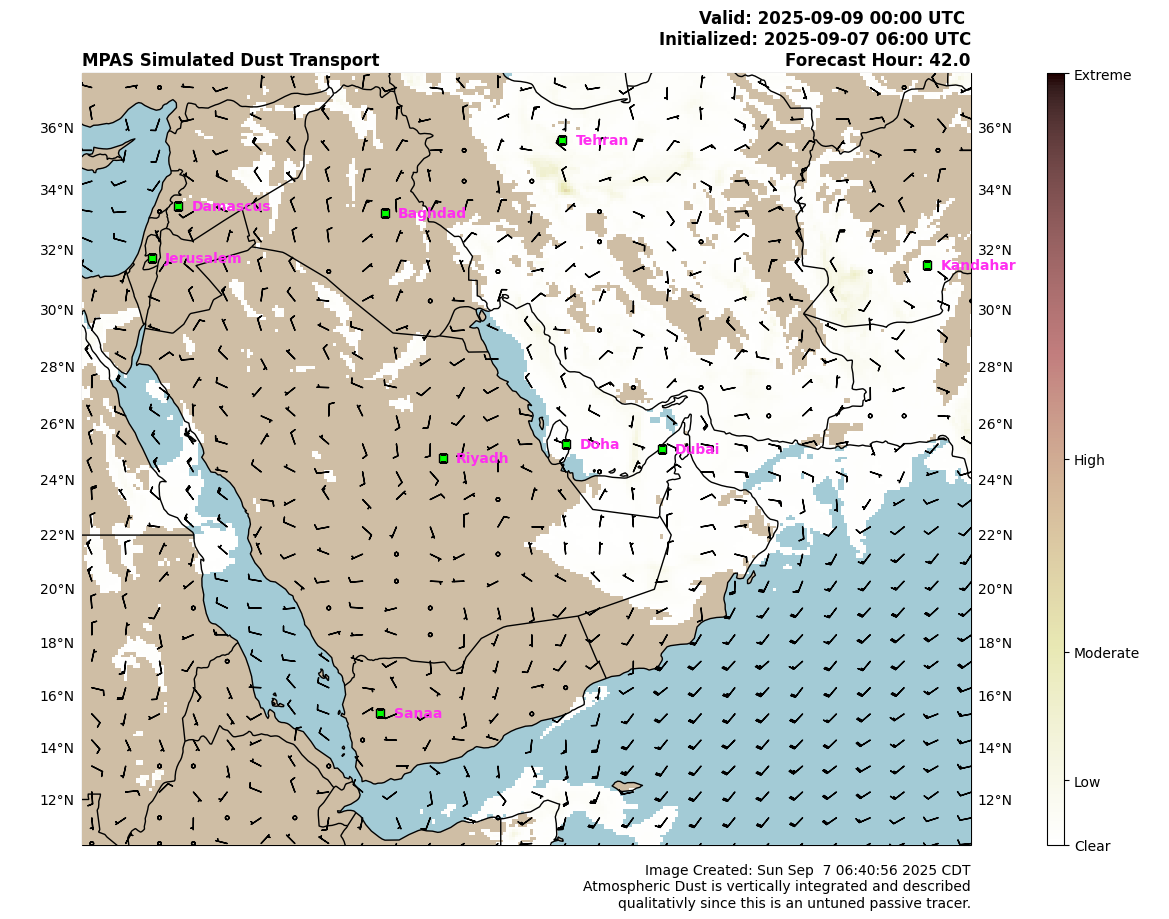 Valid: 2025-09-09 00:00 UTC
Initialized: 2025-09-07 06:00 UTC
MPAS Simulated Dust Transport
Forecast Hour: 42.0
Extreme
36°N
36°N
Tehran
34°N
34°N
Damascus
Baghdad
32°N
32°N
Jerusalem
Kandahar
30°N
30°N
28°N
28°N
26°N
26°N
Doha
Dubai
Riyadh
High
24°N
24°N
22°N
22°N
20°N
20°N
18°N
18°N
Moderate
16°N
16°N
Sanaa
14°N
14°N
Low
12°N
12°N
Clear
Image Created: Sun Sep  7 06:40:56 2025 CDT
Atmospheric Dust is vertically integrated and described
qualitativly since this is an untuned passive tracer.